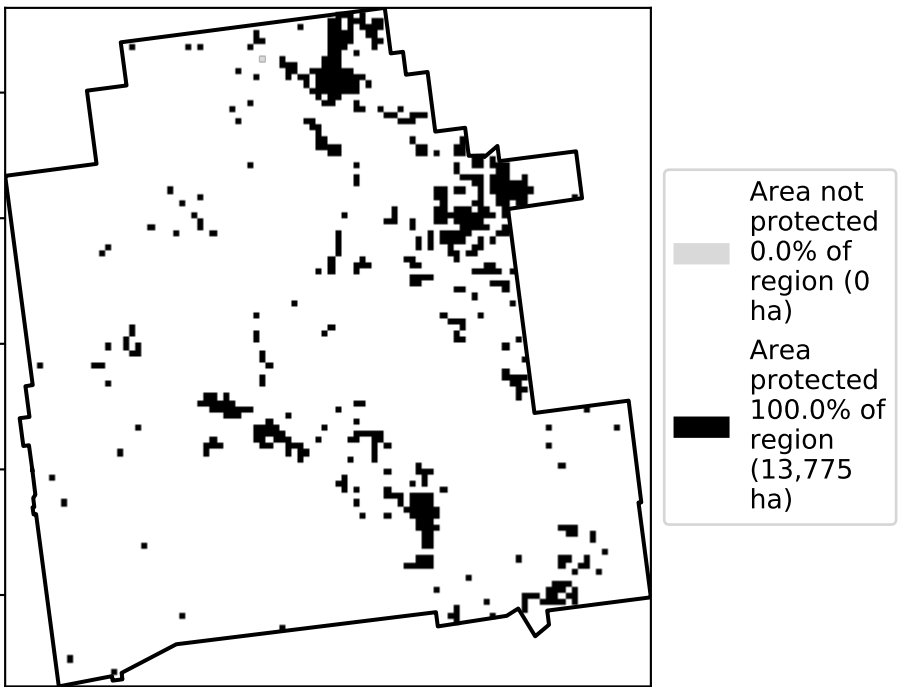 Area not
protected
0.0% of
region (0
ha)
Area
protected
100.0% of
region
(13,775
ha)